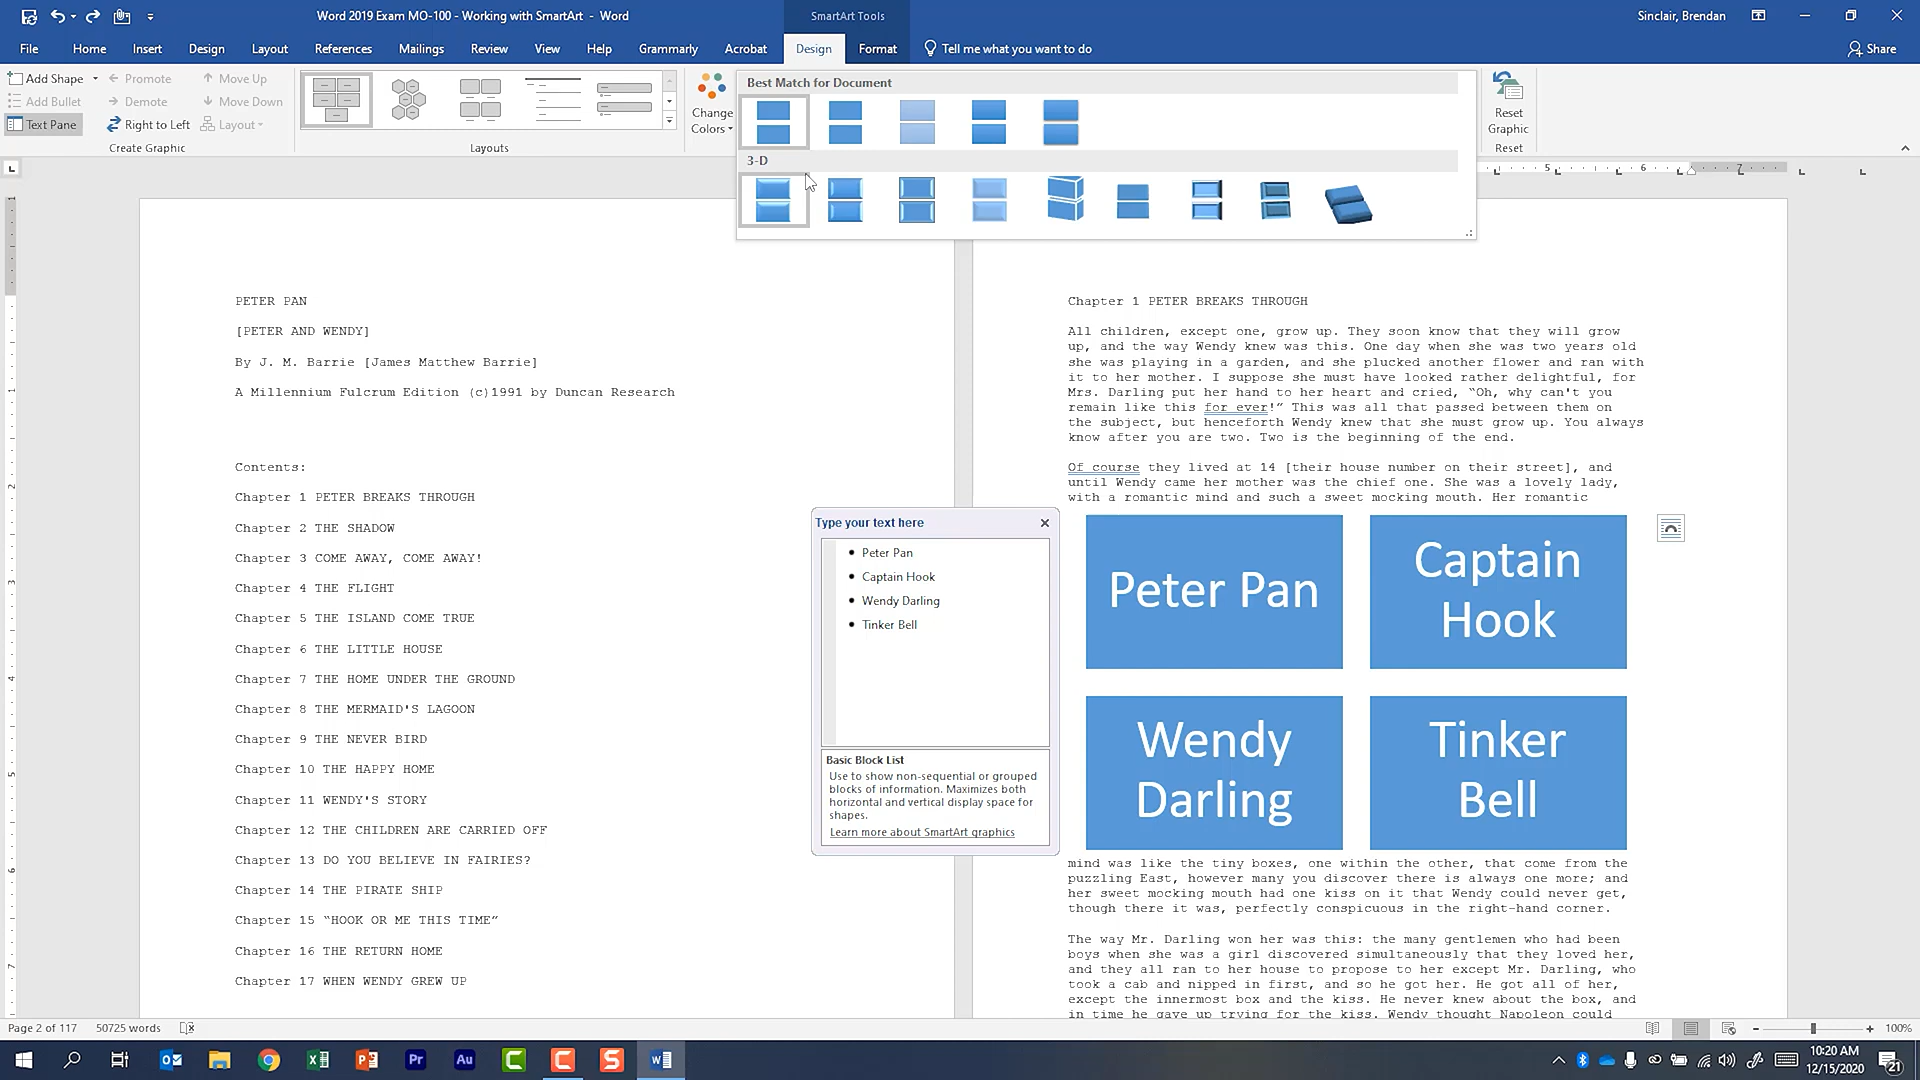 Word 2019 Exam MO-100 - Working with SmartArt - Word
SmartArt Tools
Sinclair, Brendan
File Home Insert Design Layout References Mailings Review View Help Grammarly Acrobat Design Format Tell me what you want to do Share
Add Shape Promote Move Up
Add Bullet Demote Move Down
Text Pane Right to Left Layout
Create Graphic
Layouts
Change
Colors
Best Match for Document
3-D
Reset
Graphic
Reset
PETER PAN
[PETER AND WENDY]
By J. M. Barrie [James Matthew Barrie]
A Millennium Fulcrum Edition (c)1991 by Duncan Research
Contents:
Chapter 1 PETER BREAKS THROUGH
Chapter 2 THE SHADOW
Chapter 3 COME AWAY, COME AWAY!
Chapter 4 THE FLIGHT
Chapter 5 THE ISLAND COME TRUE
Chapter 6 THE LITTLE HOUSE
Chapter 7 THE HOME UNDER THE GROUND
Chapter 8 THE MERMAID'S LAGOON
Chapter 9 THE NEVER BIRD
Chapter 10 THE HAPPY HOME
Chapter 11 WENDY'S STORY
Chapter 12 THE CHILDREN ARE CARRIED OFF
Chapter 13 DO YOU BELIEVE IN FAIRIES?
Chapter 14 THE PIRATE SHIP
Chapter 15 “HOOK OR ME THIS TIME”
Chapter 16 THE RETURN HOME
Chapter 17 WHEN WENDY GREW UP
Type your text here
Peter Pan
Captain Hook
Wendy Darling
Tinker Bell
Basic Block List
Use to show non-sequential or grouped
blocks of information. Maximizes both
horizontal and vertical display space for
shapes.
Learn more about SmartArt graphics
Chapter 1 PETER BREAKS THROUGH
All children, except one, grow up. They soon know that they will grow
up, and the way Wendy knew was this. One day when she was two years old
she was playing in a garden, and she plucked another flower and ran with
it to her mother. I suppose she must have looked rather delightful, for
Mrs. Darling put her hand to her heart and cried, “Oh, why can't you
remain like this for ever!” This was all that passed between them on
the subject, but henceforth Wendy knew that she must grow up. You always
know after you are two. Two is the beginning of the end.
Of course they lived at 14 [their house number on their street], and
until Wendy came her mother was the chief one. She was a lovely lady,
with a romantic mind and such a sweet mocking mouth. Her romantic
Peter Pan
Captain
Hook
Wendy
Darling
Tinker
Bell
mind was like the tiny boxes, one within the other, that come from the
puzzling East, however many you discover there is always one more; and
her sweet mocking mouth had one kiss on it that Wendy could never get,
though there it was, perfectly conspicuous in the right-hand corner.
The way Mr. Darling won her was this: the many gentlemen who had been
boys when she was a girl discovered simultaneously that they loved her,
and they all ran to her house to propose to her except Mr. Darling, who
took a cab and nipped in first, and so he got her. He got all of her,
except the innermost box and the kiss. He never knew about the box, and
in time he gave up trying for the kiss. Wendy thought Napoleon could
Page 2 of 117 50725 words
100%
10:20 AM
12/15/2020
21